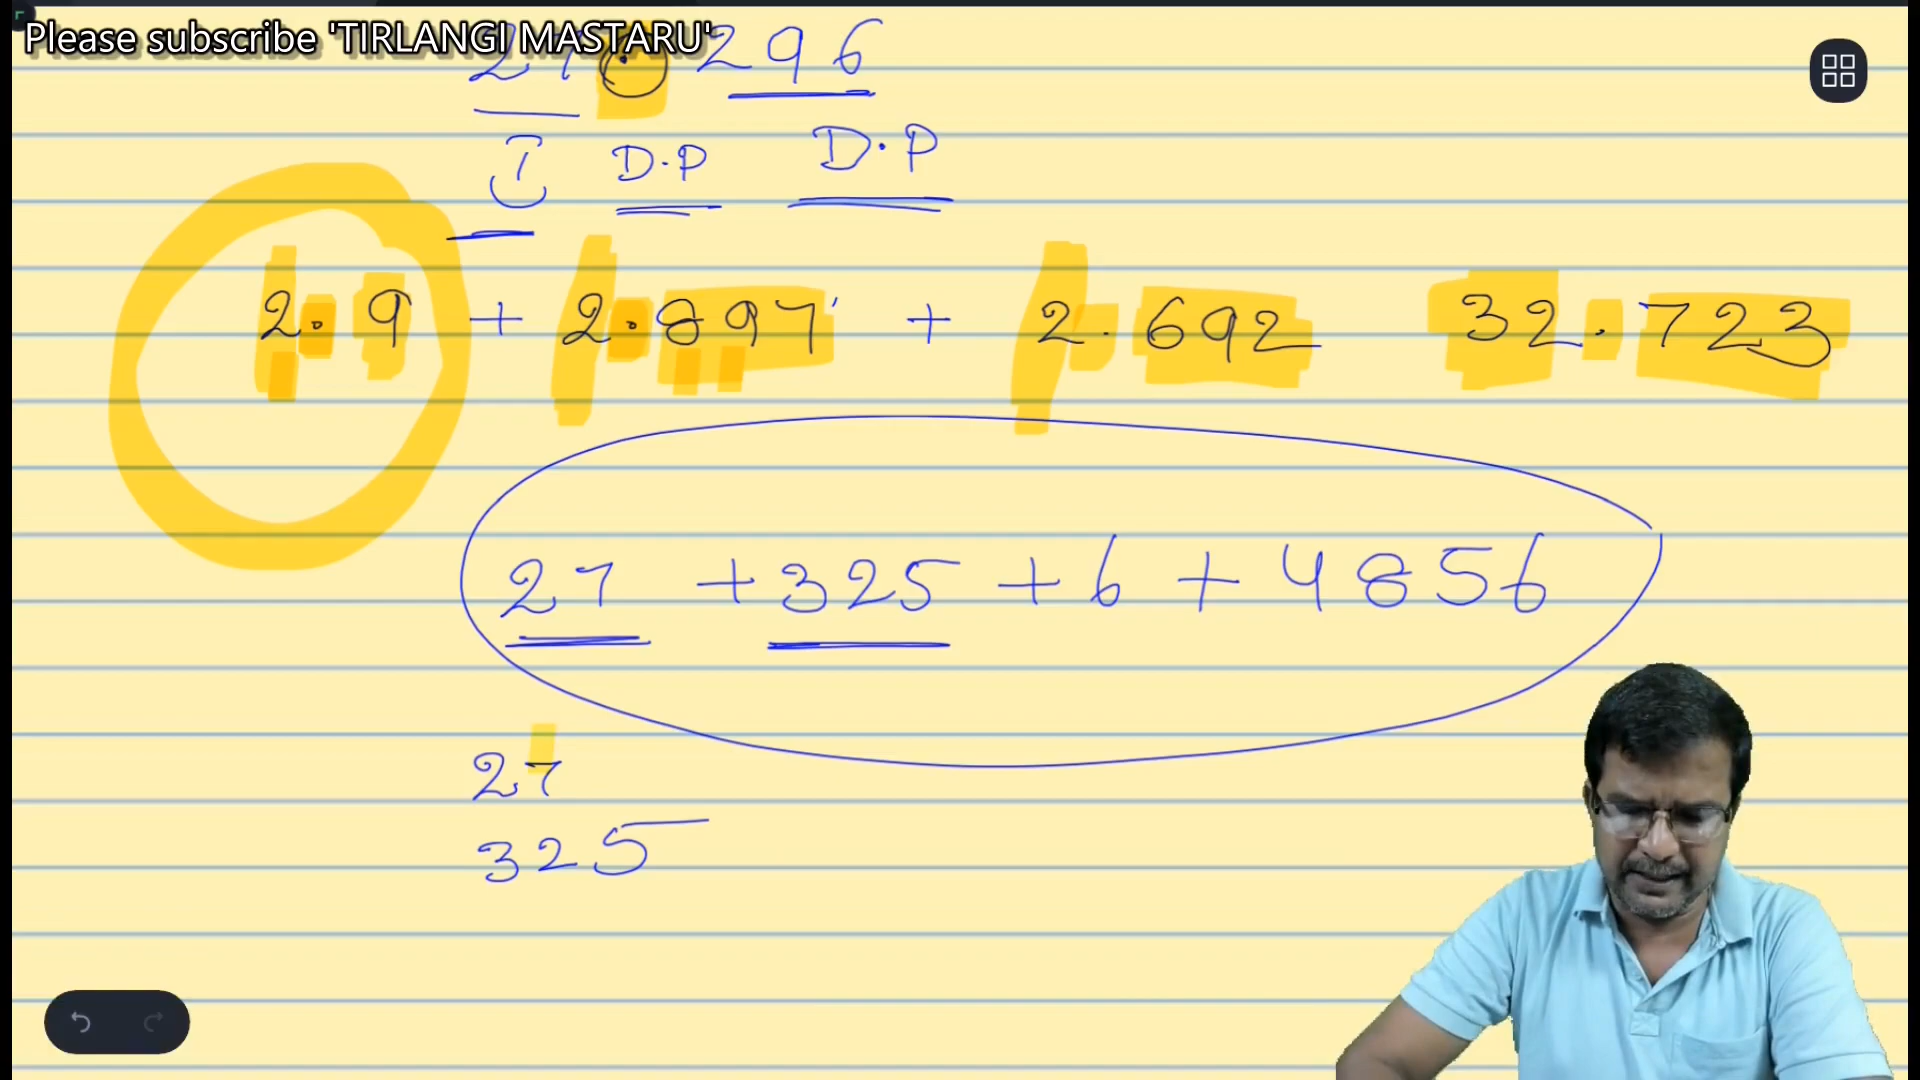 Please subscribe 'TIRLANGI MASTARU'
27.296
I D.P D.P
2.9 + 2.897 + 2.692 32.723
27 + 325 + 6 + 4856
27
325